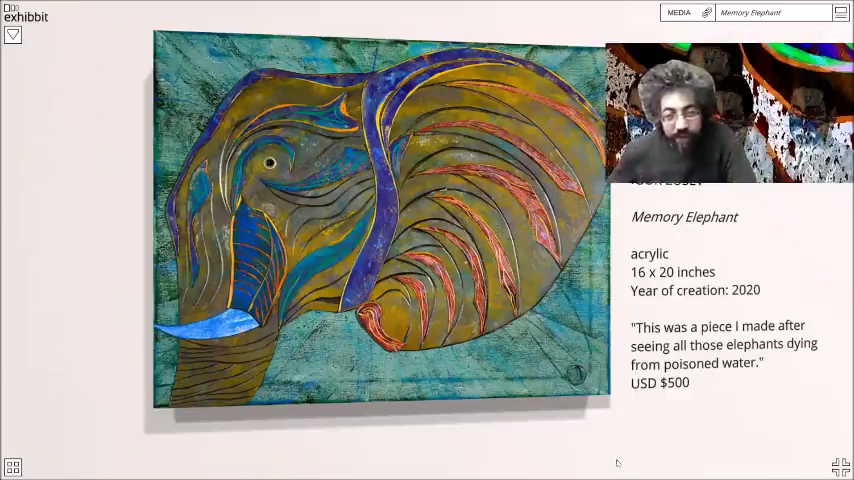 exhibbit
MEDIA
Memory Elephant
Memory Elephant
acrylic
16 x 20 inches
Year of creation: 2020
"This was a piece I made after
seeing all those elephants dying
from poisoned water."
USD $500